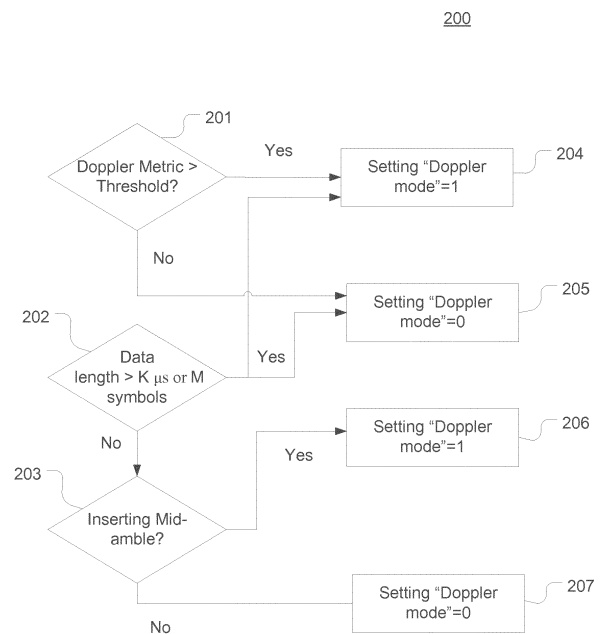 200
201
Doppler Metric >
Threshold?
Yes
Setting “Doppler
mode”=1
204
No
Setting “Doppler
mode”=0
205
202
Data
length > K μs or M
symbols
Yes
No
Setting “Doppler
mode”=1
206
Yes
203
Inserting Mid-
amble?
Setting “Doppler
mode”=0
207
No